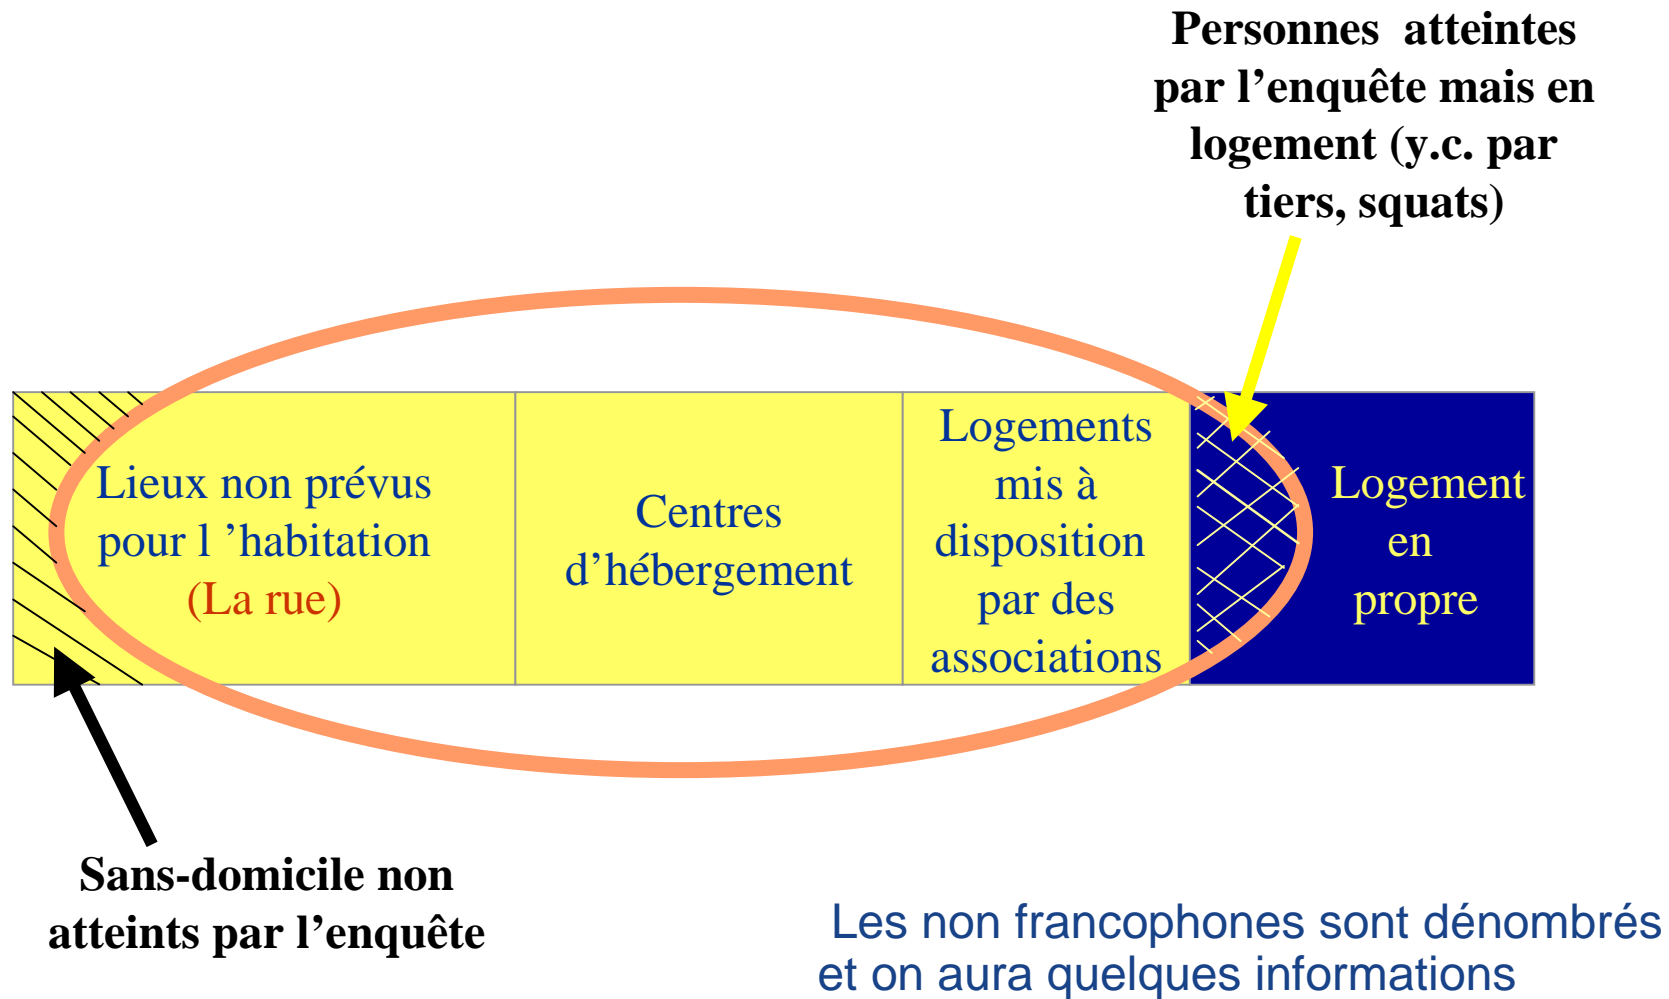 Personnes atteintes
par l’enquête mais en
logement (y.c. par
tiers, squats)
Lieux non prévus
pour l ’habitation
(La rue)
Centres
d’hébergement
Logements
mis à
disposition
par des
associations
Logement
en
propre
Sans-domicile non
atteints par l’enquête
Les non francophones sont dénombrés
et on aura quelques informations